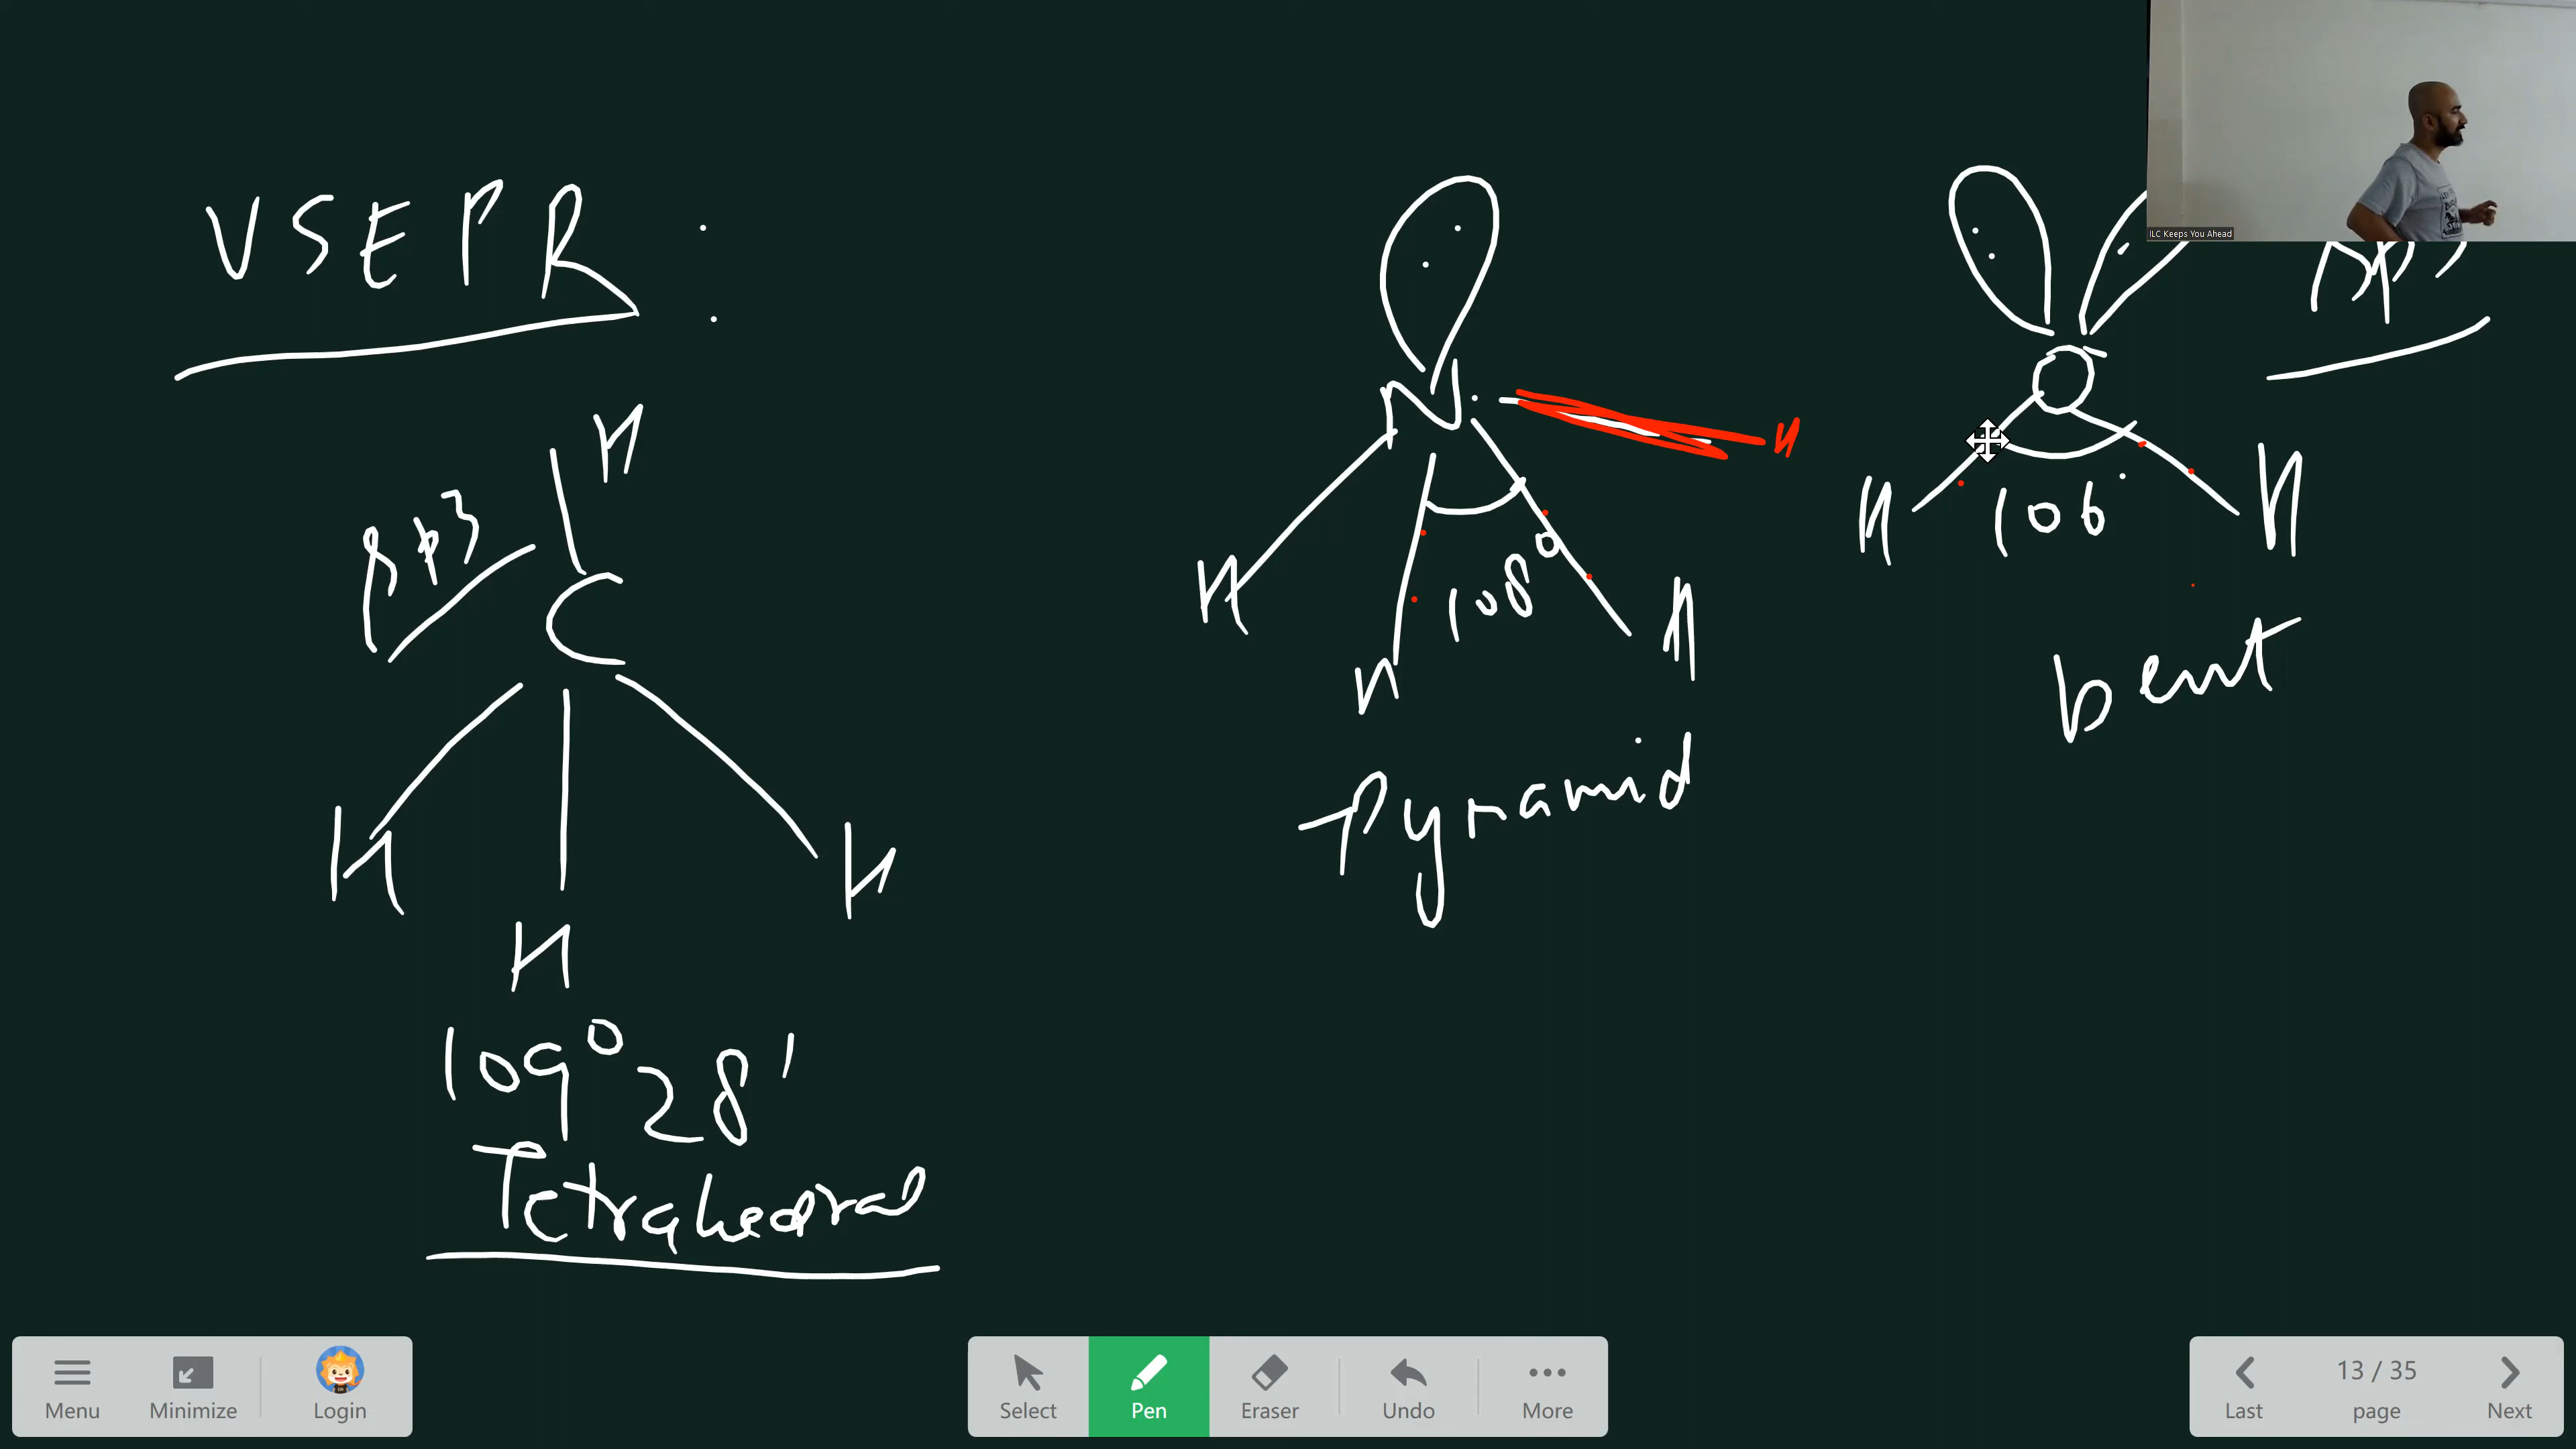 VSEPR :
sp3
H
C
H
H
H
109° 28'
Tetrahedral
N
H
H
H
H
108°
Pyramid
sp3
O
H
H
106°
bent
ILC Keeps You Ahead
Menu
Minimize
Login
Select
Pen
Eraser
Undo
More
Last
13 / 35
page
Next